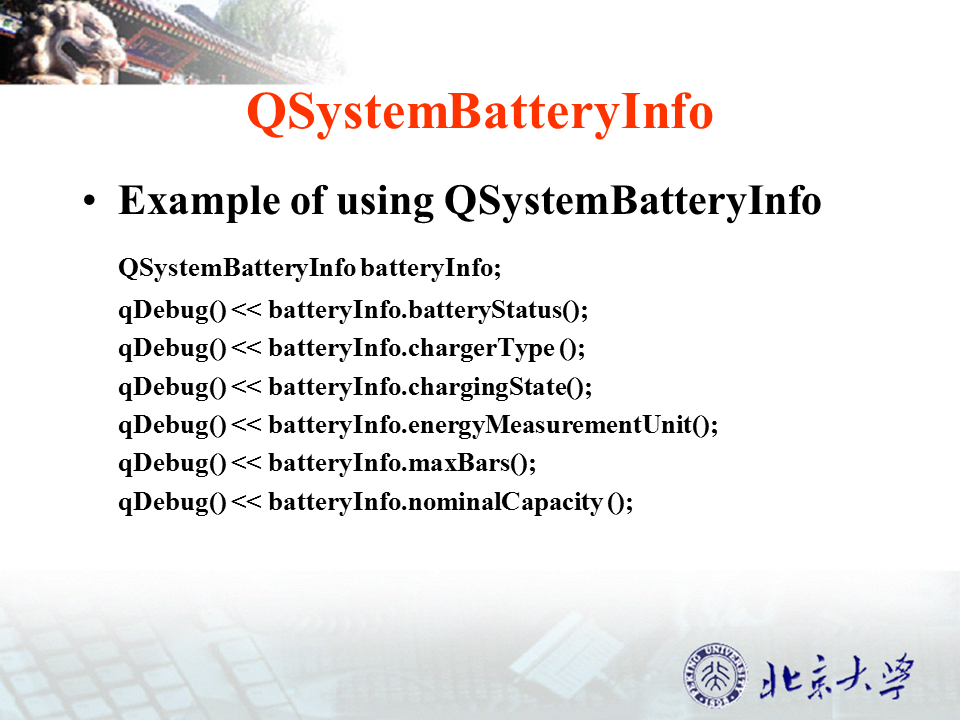 QSystemBatteryInfo
• Example of using QSystemBatteryInfo
QSystemBatteryInfo batteryInfo;
qDebug() << batteryInfo.batteryStatus();
qDebug() << batteryInfo.chargerType ();
qDebug() << batteryInfo.chargingState();
qDebug() << batteryInfo.energyMeasurementUnit();
qDebug() << batteryInfo.maxBars();
qDebug() << batteryInfo.nominalCapacity ();
PEKING UNIVERSITY
1898
北京大学